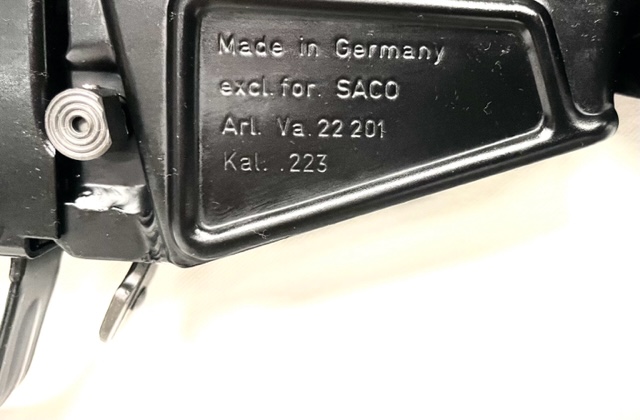 Made in Germany
excl. for. SACO
Arl. Va. 22 201
Kal. .223